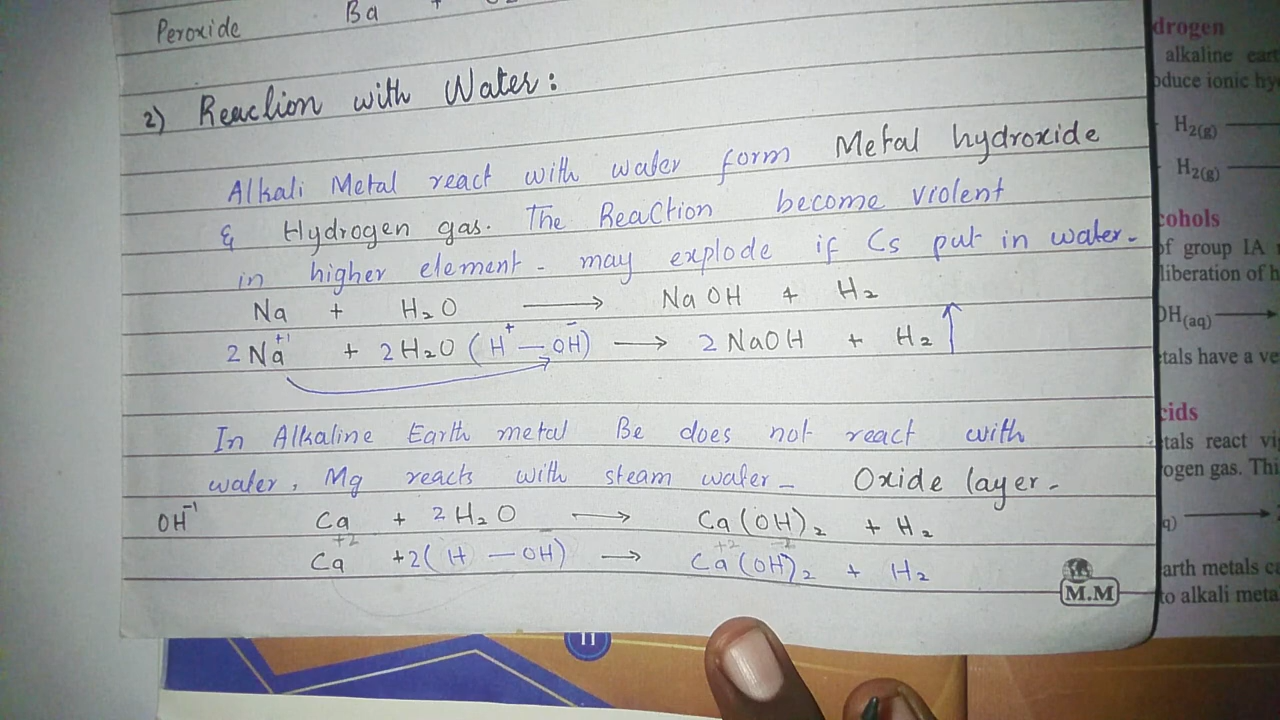 Peroxide Ba +
2) Reaction with Water:
Alkali Metal react with water form Metal hydroxide
& Hydrogen gas. The Reaction become violent
in higher element - may explode if Cs put in water.
Na + H₂O ⟶ NaOH + H₂
2Na⁺¹ + 2H₂O (H⁺—OH⁻) ⟶ 2NaOH + H₂ ↑
In Alkaline Earth metal Be does not react with
water, Mg reacts with steam water - Oxide layer -
OH⁻¹ Ca + 2H₂O ⟶ Ca(OH)₂ + H₂
Ca⁺² +2(H—OH⁻) ⟶ Ca⁺²(OH)₂⁻² + H₂
M.M
11
drogen
alkaline eart
oduce ionic hy
H₂(g)
H₂(g)
cohols
of group IA
liberation of h
OH(aq) ⟶
tals have a ve
cids
tals react vi
ogen gas. Thi
q) ⟶
arth metals ca
to alkali meta